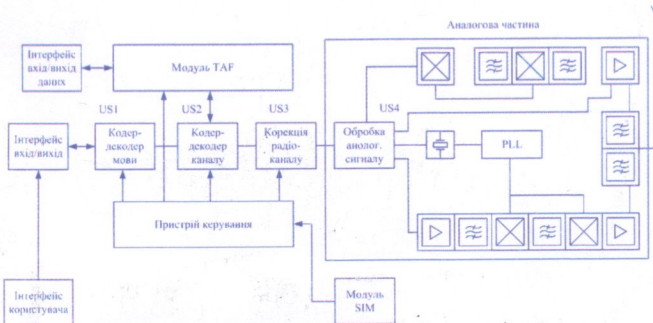 Аналогова частина
Інтерфейс
вхід/вихід
даних
Модуль TAF
US1
US2
US3
US4
Інтерфейс
вхід/вихід
Кодер-
декодер
мови
Кодер-
декодер
каналу
Корекція
радіо-
каналу
Обробка
анолог.
сигналу
PLL
Пристрій керування
Інтерфейс
користувача
Модуль
SIM